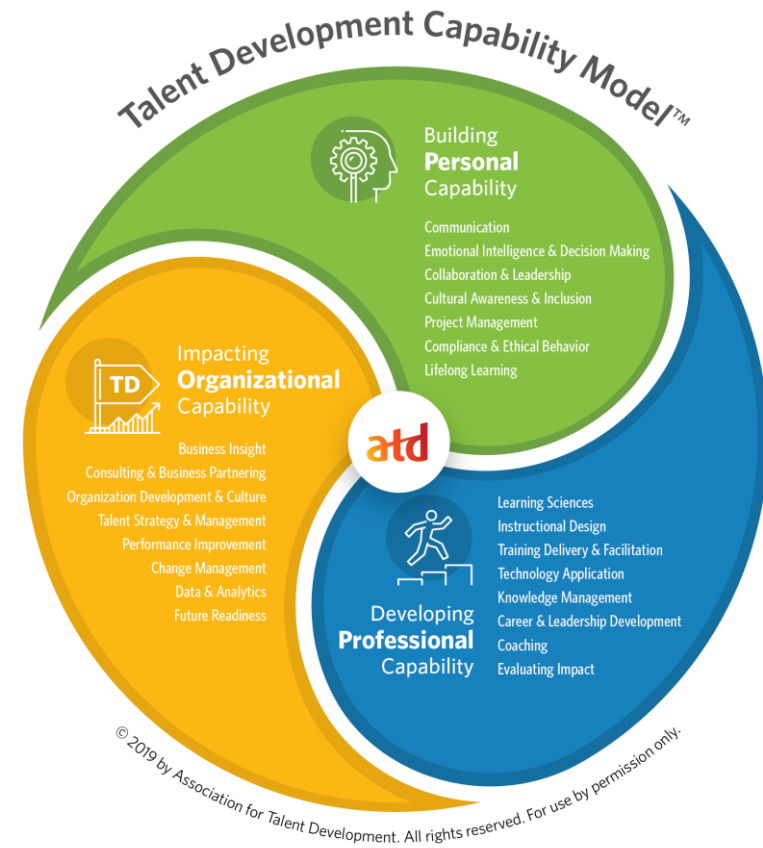 Talent Development Capability Model™
Building
Personal
Capability
Communication
Emotional Intelligence & Decision Making
Collaboration & Leadership
Cultural Awareness & Inclusion
Project Management
Compliance & Ethical Behavior
Lifelong Learning
TD
Impacting
Organizational
Capability
Business Insight
Consulting & Business Partnering
Organization Development & Culture
Talent Strategy & Management
Performance Improvement
Change Management
Data & Analytics
Future Readiness
atd
Developing
Professional
Capability
Learning Sciences
Instructional Design
Training Delivery & Facilitation
Technology Application
Knowledge Management
Career & Leadership Development
Coaching
Evaluating Impact
© 2019 by Association for Talent Development. All rights reserved. For use by permission only.